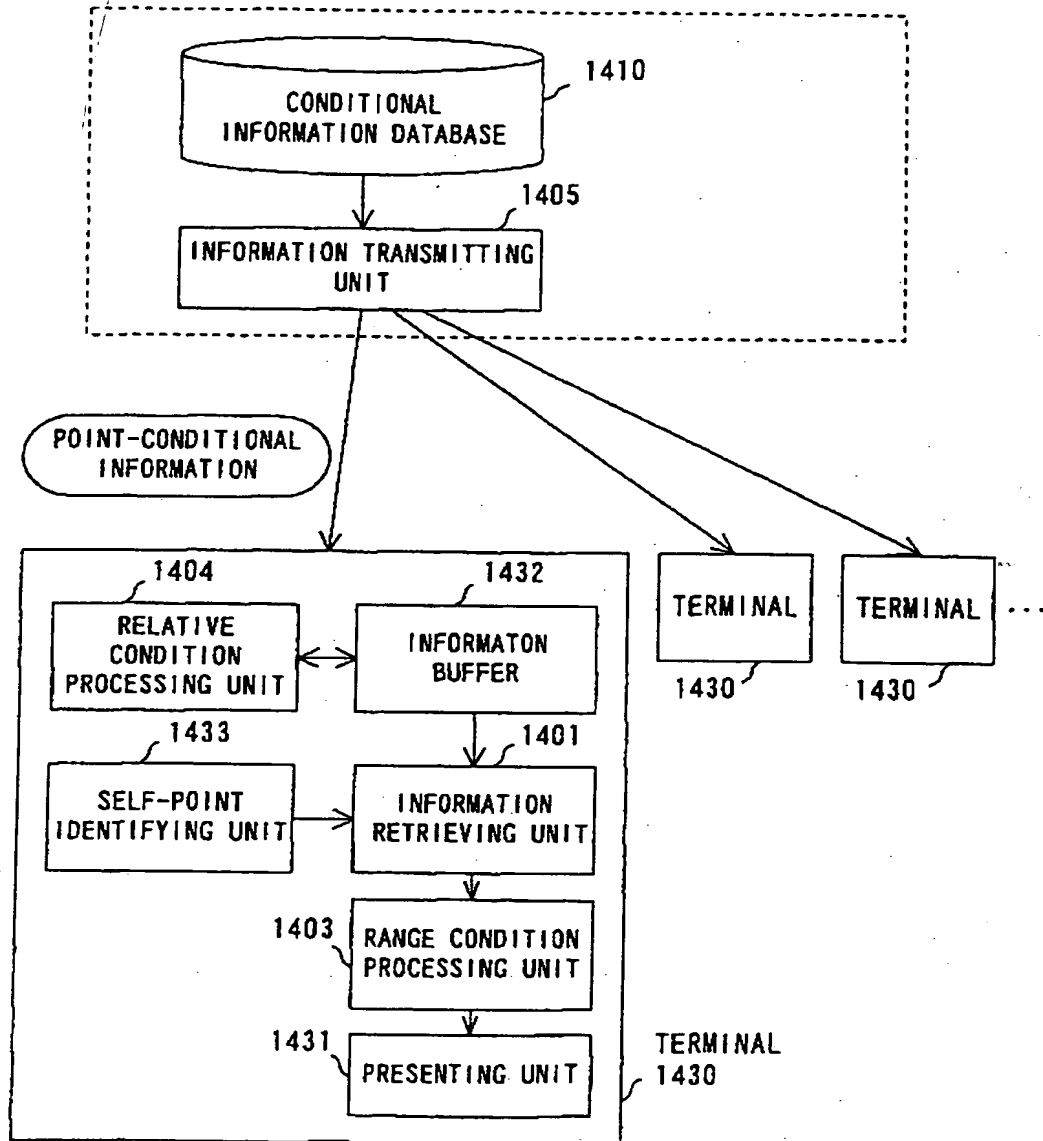 1410
CONDITIONAL
INFORMATION DATABASE
1405
INFORMATION TRANSMITTING
UNIT
POINT-CONDITIONAL
INFORMATION
1404
1432
RELATIVE
CONDITION
PROCESSING UNIT
INFORMATON
BUFFER
TERMINAL
TERMINAL
...
1430
1430
1433
1401
SELF-POINT
IDENTIFYING UNIT
INFORMATION
RETRIEVING UNIT
1403
RANGE CONDITION
PROCESSING UNIT
1431
PRESENTING UNIT
TERMINAL
1430